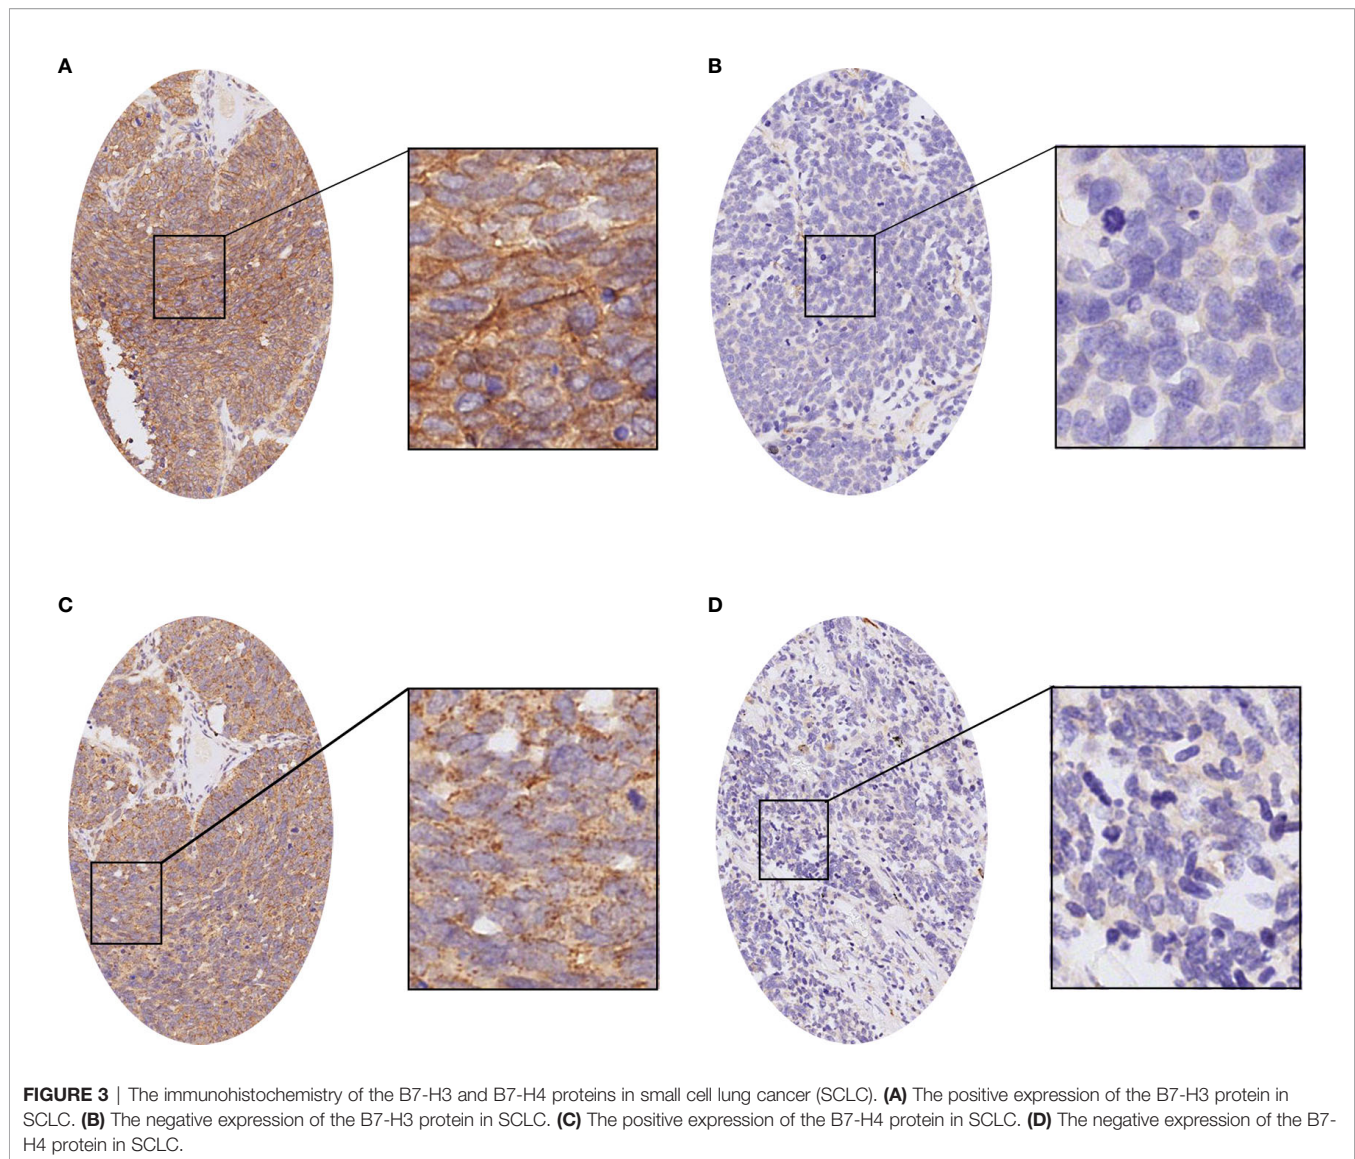 A
B
C
D
FIGURE 3 | The immunohistochemistry of the B7-H3 and B7-H4 proteins in small cell lung cancer (SCLC). (A) The positive expression of the B7-H3 protein in
SCLC. (B) The negative expression of the B7-H3 protein in SCLC. (C) The positive expression of the B7-H4 protein in SCLC. (D) The negative expression of the B7-
H4 protein in SCLC.